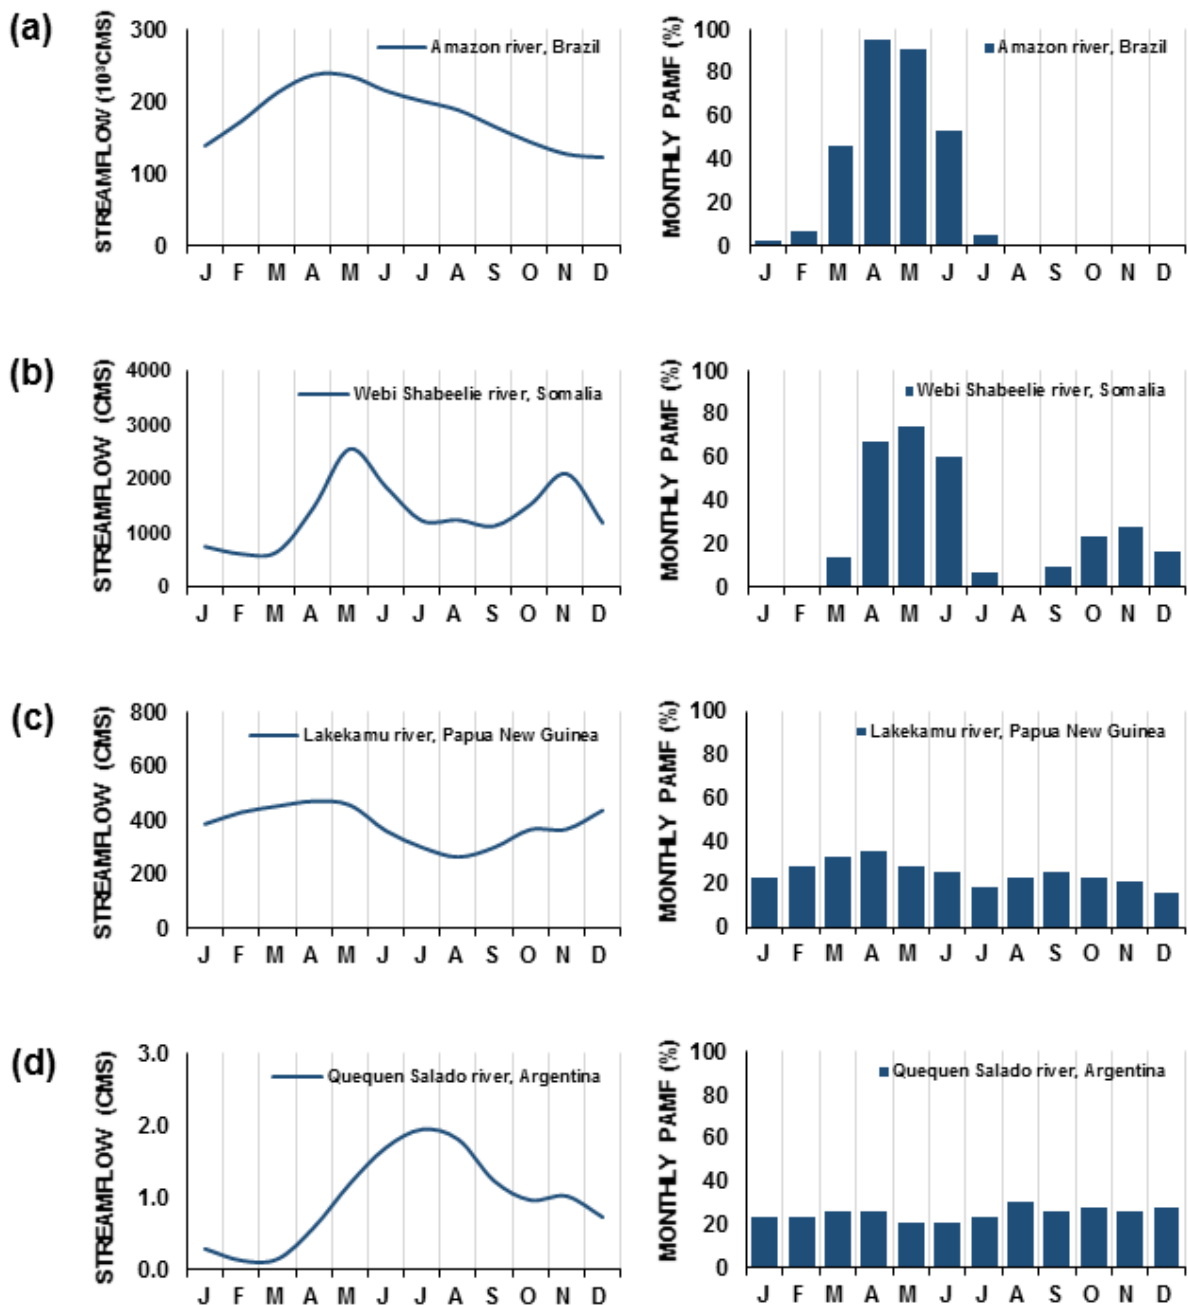 (a)
STREAMFLOW (10³CMS)
300
200
100
0
Amazon river, Brazil
J F M A M J J A S O N D
MONTHLY PAMF (%)
100
80
60
40
20
0
Amazon river, Brazil
J F M A M J J A S O N D
(b)
STREAMFLOW (CMS)
4000
3000
2000
1000
0
Webi Shabeelie river, Somalia
J F M A M J J A S O N D
MONTHLY PAMF (%)
100
80
60
40
20
0
Webi Shabeelie river, Somalia
J F M A M J J A S O N D
(c)
STREAMFLOW (CMS)
800
600
400
200
0
Lakekamu river, Papua New Guinea
J F M A M J J A S O N D
MONTHLY PAMF (%)
100
80
60
40
20
0
Lakekamu river, Papua New Guinea
J F M A M J J A S O N D
(d)
STREAMFLOW (CMS)
3.0
2.0
1.0
0.0
Quequen Salado river, Argentina
J F M A M J J A S O N D
MONTHLY PAMF (%)
100
80
60
40
20
0
Quequen Salado river, Argentina
J F M A M J J A S O N D